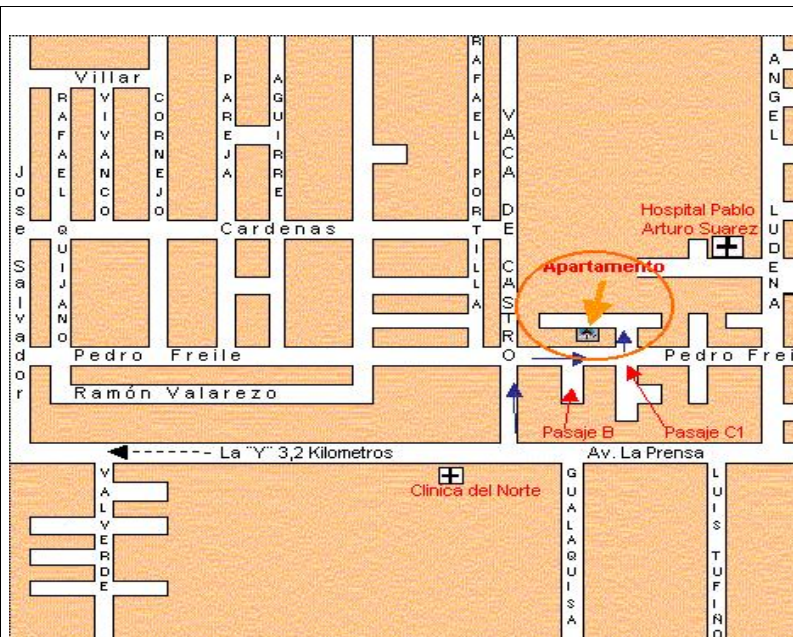 Villar
RAFAEL QUIJANO
VIVANCO
CORNEJO
PAREJA
AGUIRRE
RAFAEL PORTILLA
VACA DE CASTRO
ANGEL LUDENA
Jose Salvador
Cardenas
Hospital Pablo
Arturo Suarez
Apartamento
Pedro Freile
Pedro Frei
Ramón Valarezo
Pasaje B
Pasaje C1
La ¨Y¨ 3,2 Kilometros
Av. La Prensa
Clinica del Norte
VALVERDE
GUALAQUISA
LUIS TUFIÑO